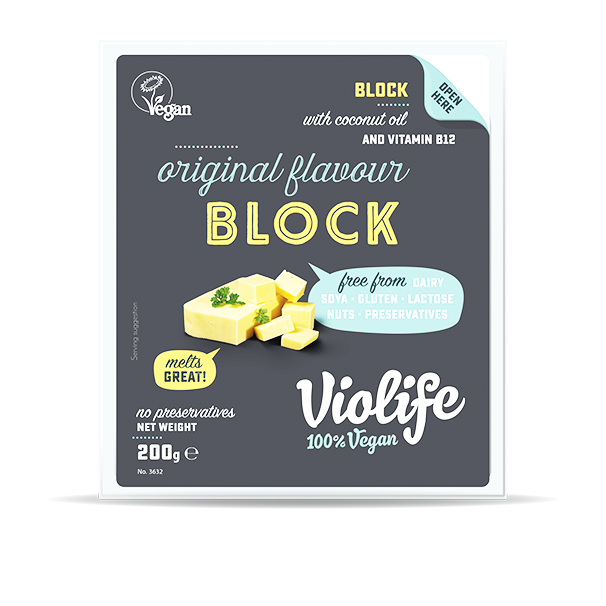 Vegan
BLOCK
OPEN
HERE
with coconut oil
AND VITAMIN B12
original flavour
BLOCK
free from DAIRY
SOYA · GLUTEN · LACTOSE
NUTS · PRESERVATIVES
Serving suggestion
melts
GREAT!
Violife
100% Vegan
no preservatives
NET WEIGHT
200g ℮
No. 3632